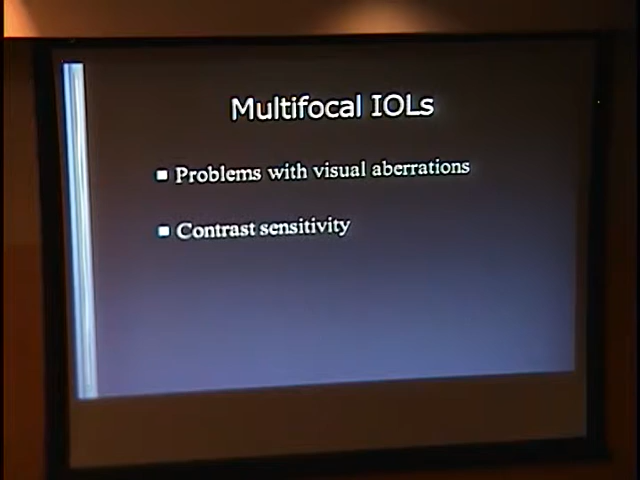 Multifocal IOLs
■ Problems with visual aberrations
■ Contrast sensitivity